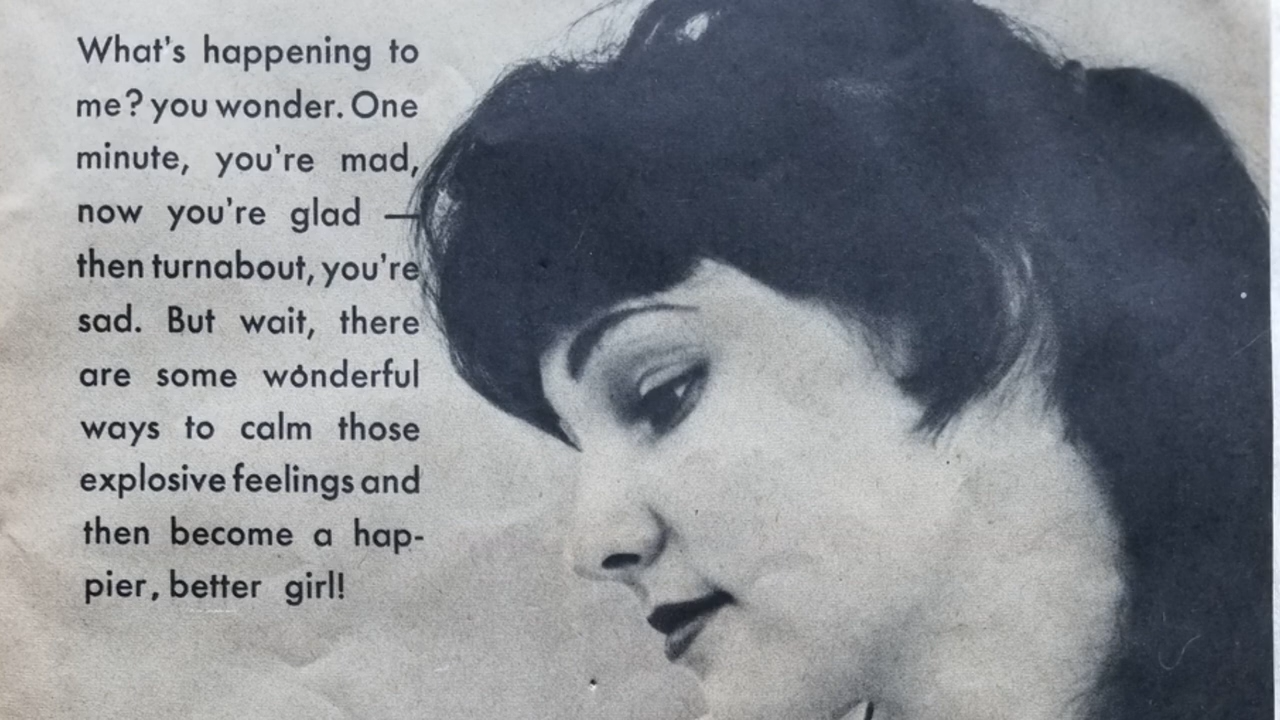 What's happening to
me? you wonder. One
minute, you're mad,
now you're glad —
then turnabout, you're
sad. But wait, there
are some wonderful
ways to calm those
explosive feelings and
then become a hap-
pier, better girl!